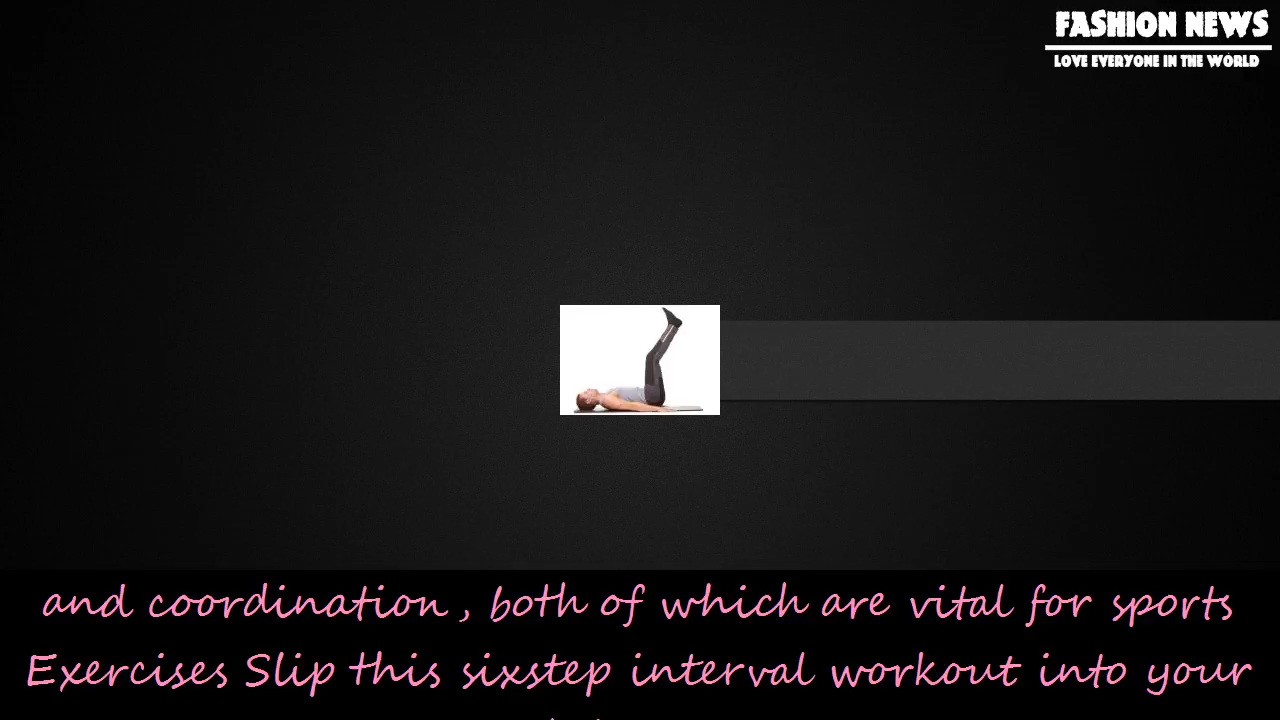 FASHION NEWS
LOVE EVERYONE IN THE WORLD
and coordination , both of which are vital for sports
Exercises Slip this sixstep interval workout into your